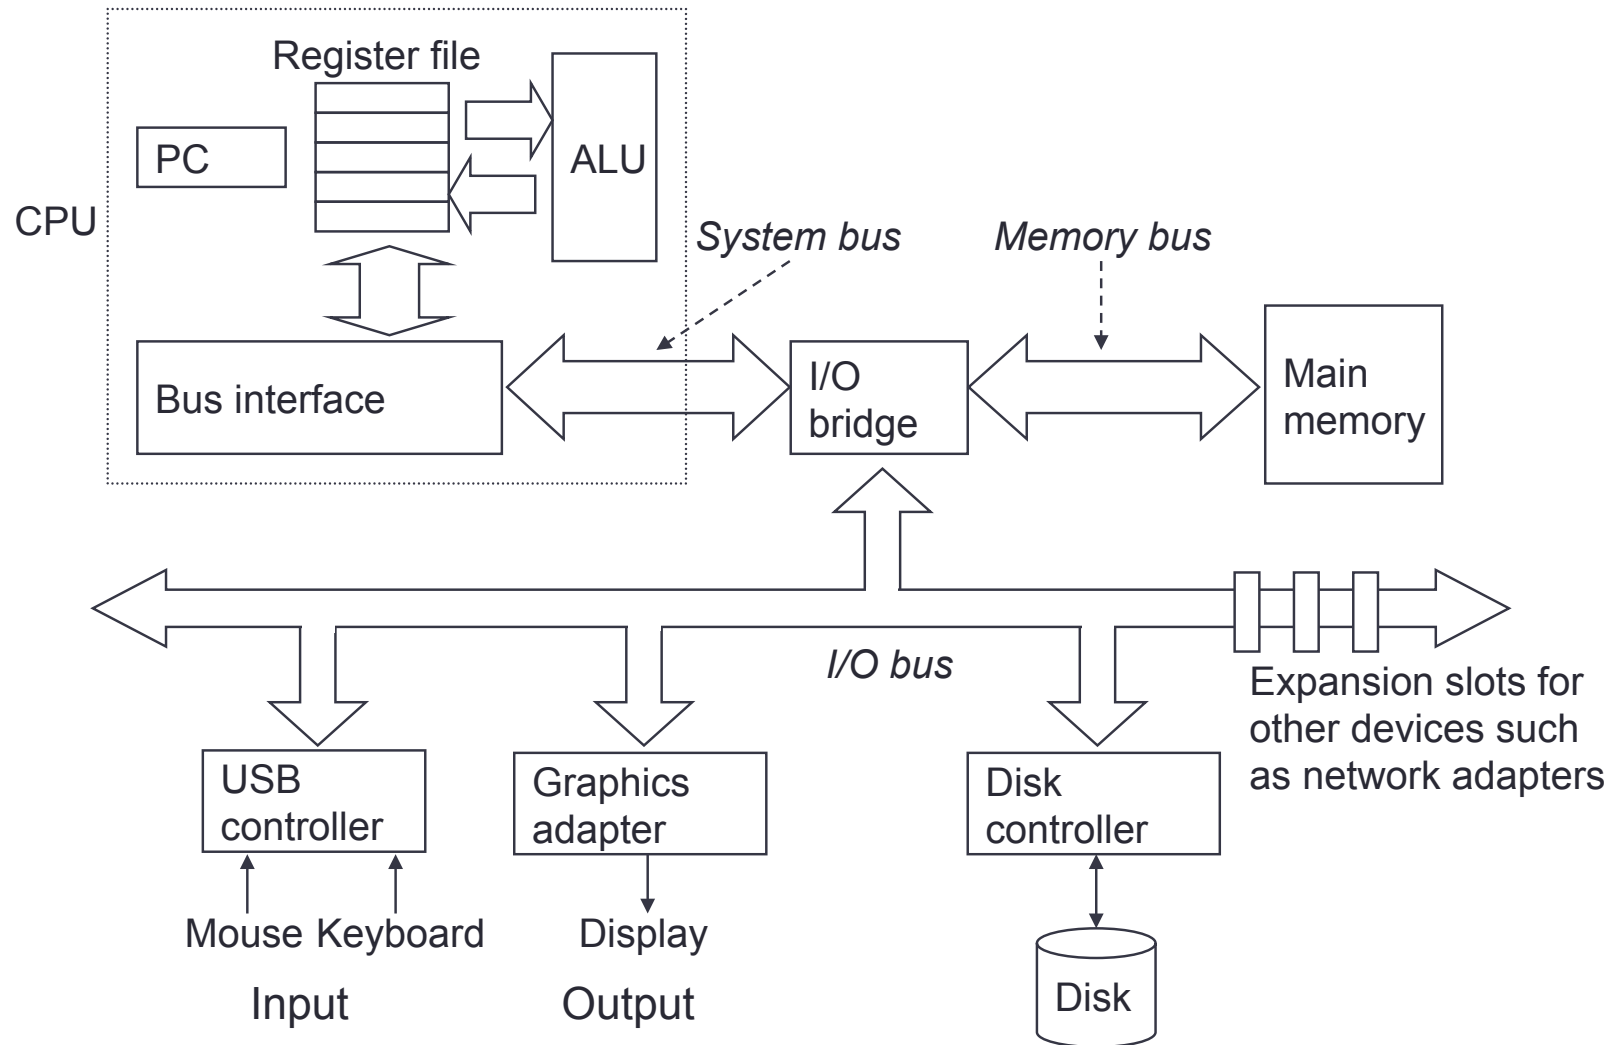 Register file
PC
ALU
CPU
System bus
Memory bus
Bus interface
I/O
bridge
Main
memory
I/O bus
Expansion slots for
other devices such
as network adapters
USB
controller
Graphics
adapter
Disk
controller
Mouse Keyboard
Display
Input
Output
Disk